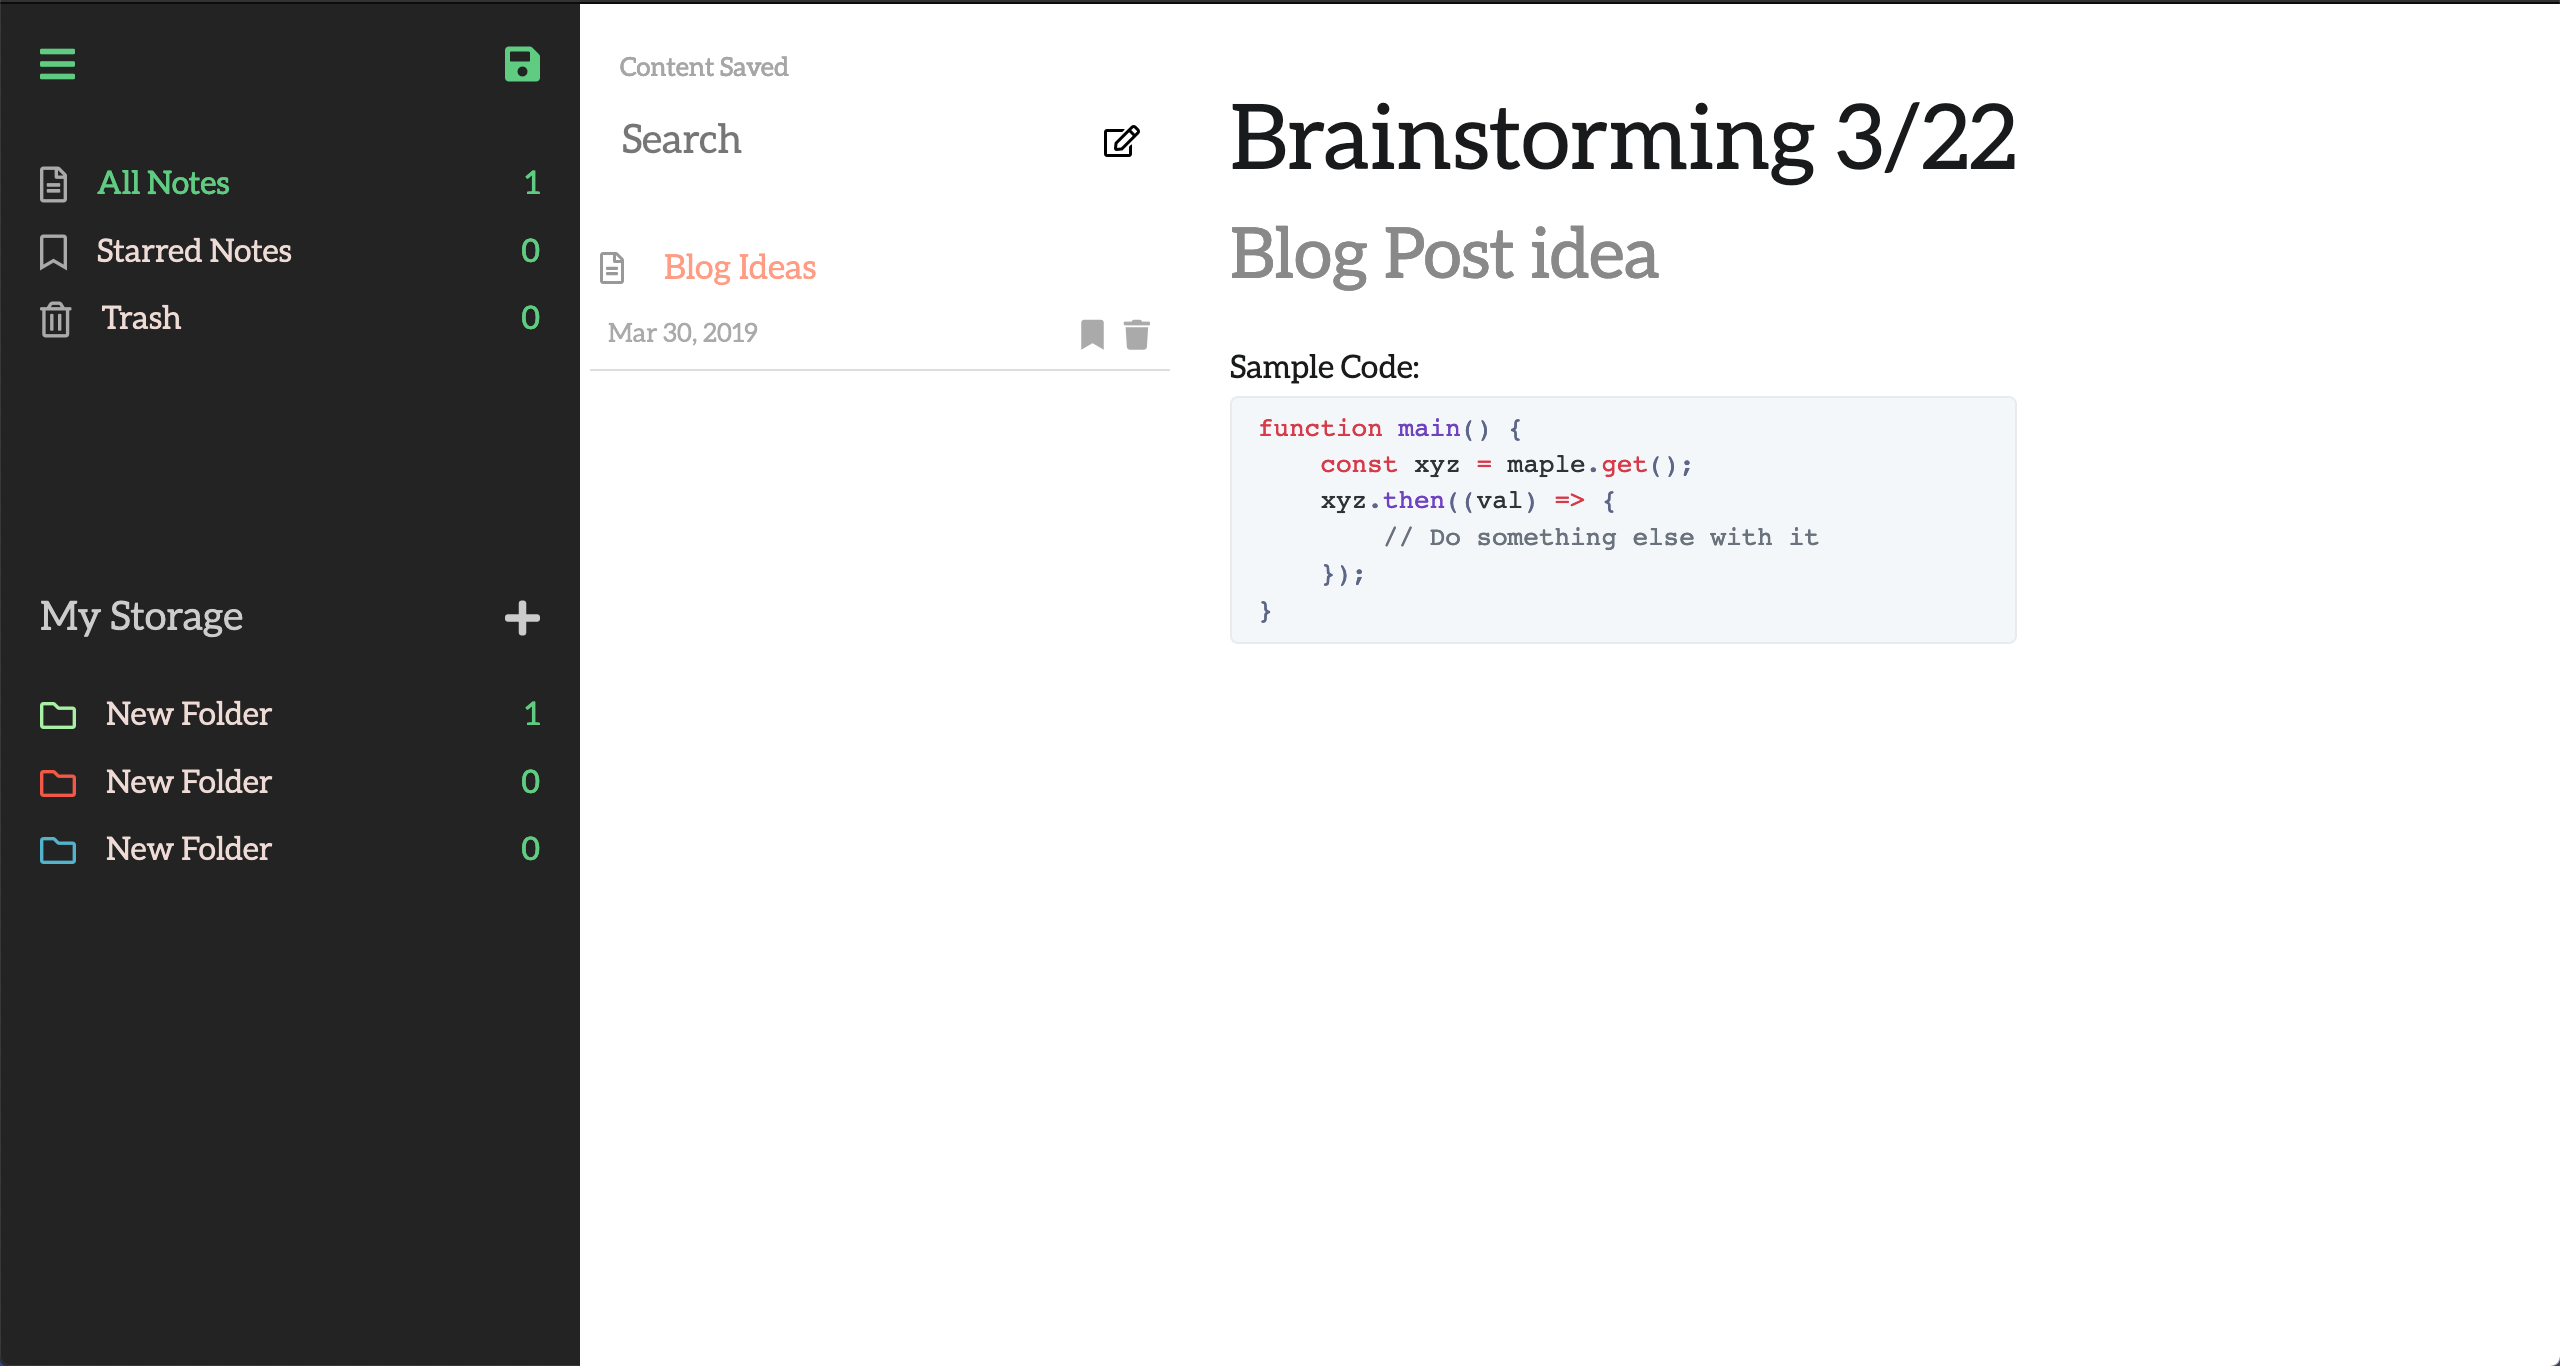 All Notes 1
Starred Notes 0
Trash 0
My Storage
New Folder 1
New Folder 0
New Folder 0
Content Saved
Search
Blog Ideas
Mar 30, 2019
Brainstorming 3/22
Blog Post idea
Sample Code:
function main() {
    const xyz = maple.get();
    xyz.then((val) => {
        // Do something else with it
    });
}